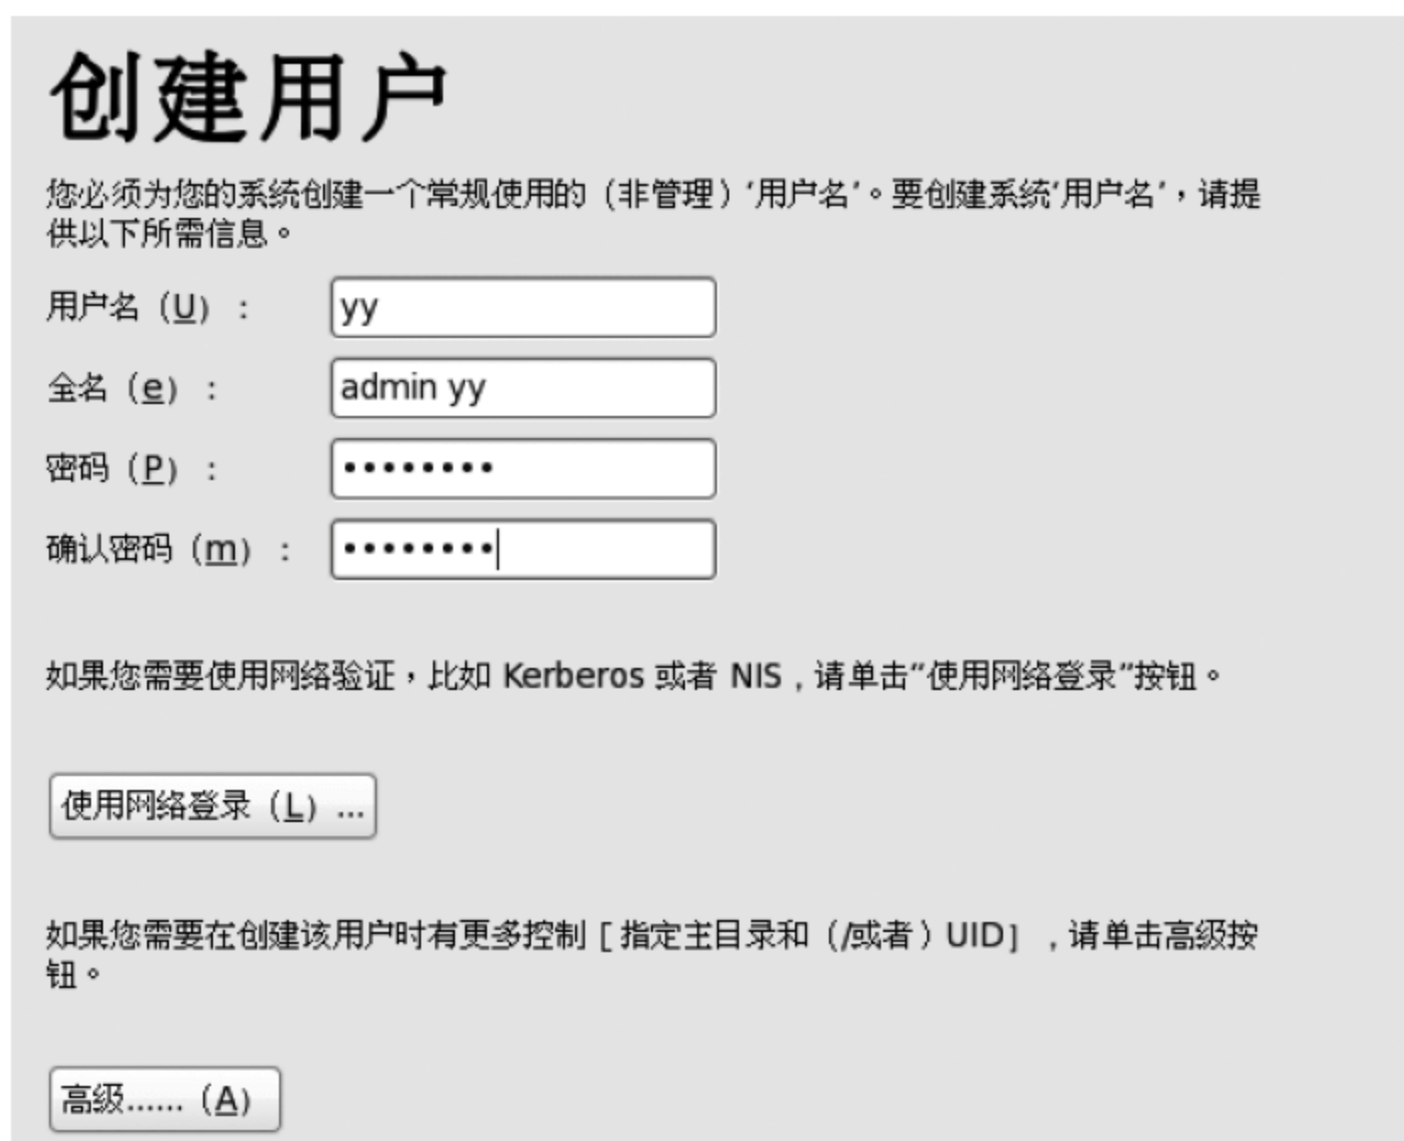 创建用户
您必须为您的系统创建一个常规使用的（非管理）‘用户名’。要创建系统‘用户名’，请提
供以下所需信息。
用户名（U）： yy
全名（e）： admin yy
密码（P）： ••••••••
确认密码（m）： ••••••••
如果您需要使用网络验证，比如 Kerberos 或者 NIS，请单击“使用网络登录”按钮。
使用网络登录（L）...
如果您需要在创建该用户时有更多控制［指定主目录和（/或者）UID］，请单击高级按
钮。
高级......（A）